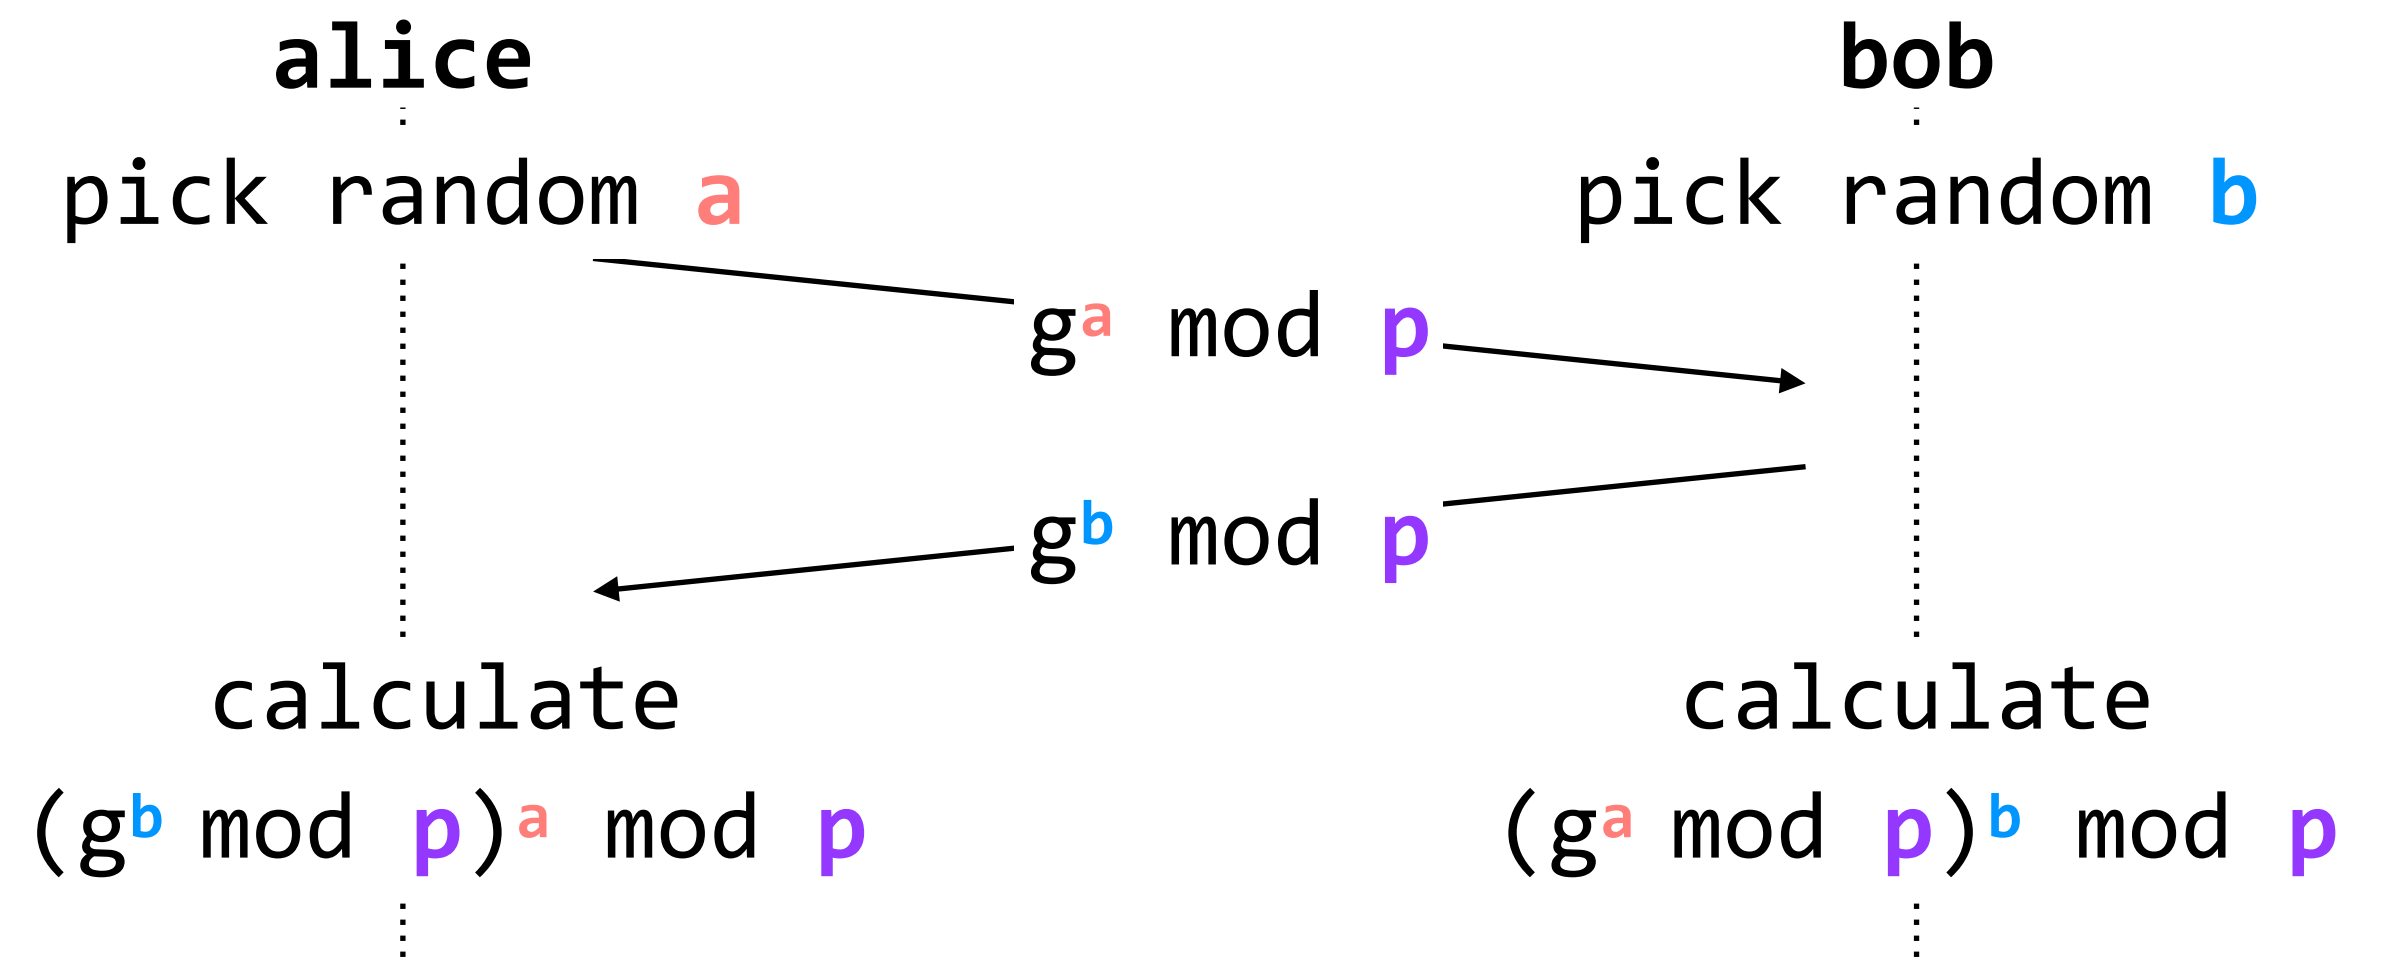 alice
bob
pick random a
pick random b
gᵃ mod p
gᵇ mod p
calculate
calculate
(gᵇ mod p)ᵃ mod p
(gᵃ mod p)ᵇ mod p